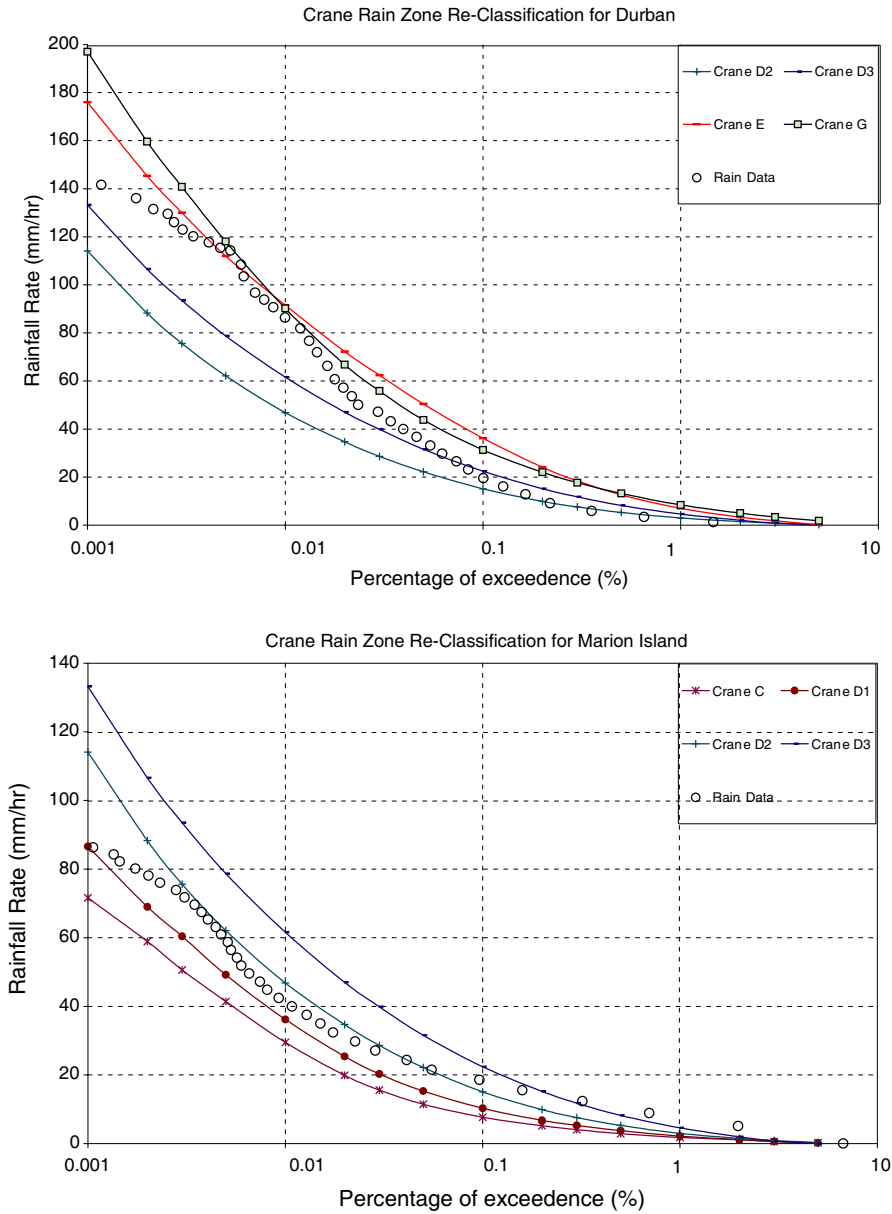 Crane Rain Zone Re-Classification for Durban
Rainfall Rate (mm/hr)
200
180
160
140
120
100
80
60
40
20
0
0.001
0.01
0.1
1
10
Percentage of exceedence (%)
Crane D2
Crane D3
Crane E
Crane G
Rain Data
Crane Rain Zone Re-Classification for Marion Island
Rainfall Rate (mm/hr)
140
120
100
80
60
40
20
0
0.001
0.01
0.1
1
10
Percentage of exceedence (%)
Crane C
Crane D1
Crane D2
Crane D3
Rain Data